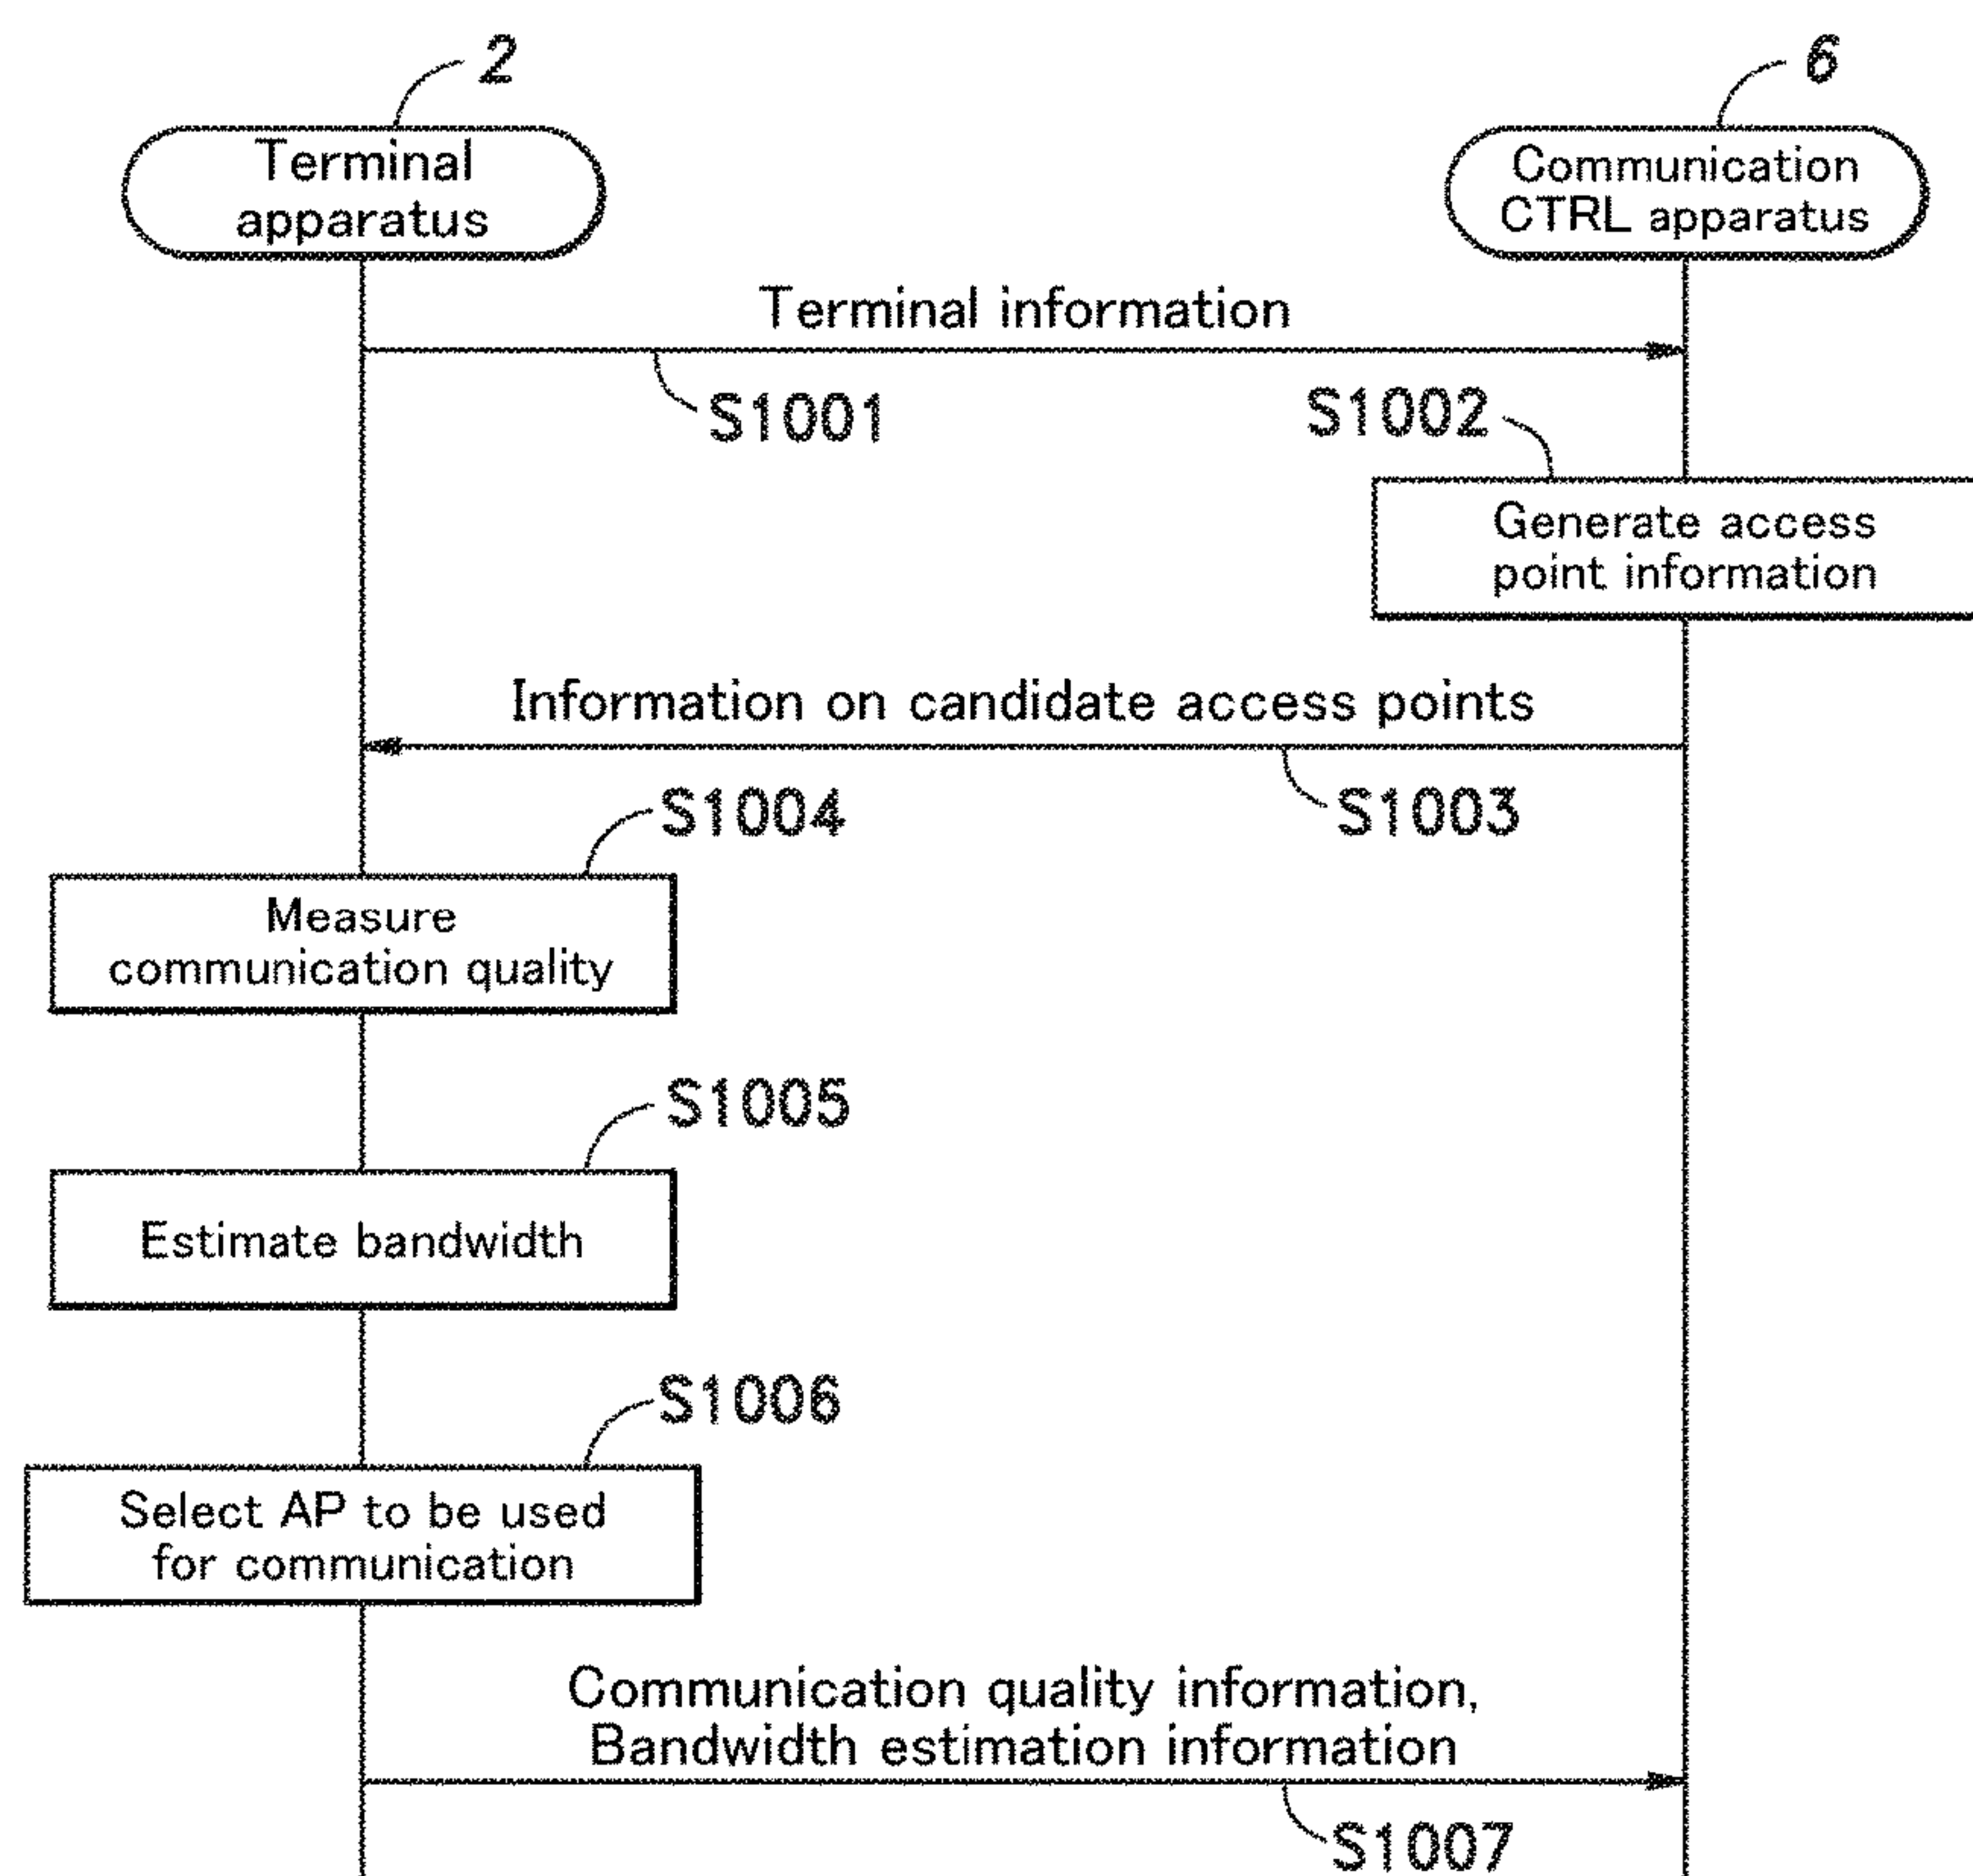 2
6
Terminal
apparatus
Communication
CTRL apparatus
Terminal information
S1001
S1002
Generate access
point information
Information on candidate access points
S1003
S1004
Measure
communication quality
S1005
Estimate bandwidth
S1006
Select AP to be used
for communication
Communication quality information,
Bandwidth estimation information
S1007